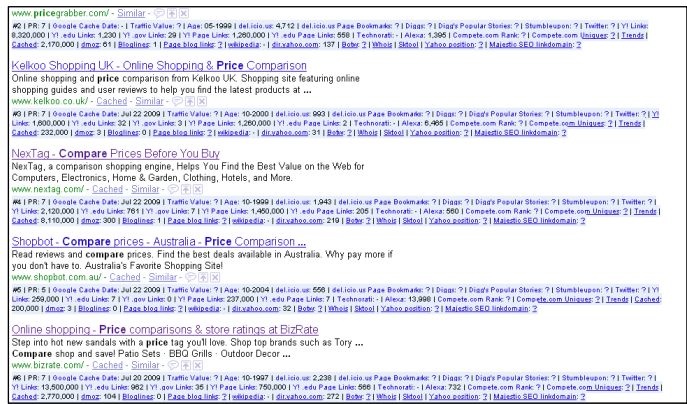 www.pricegrabber.com/ - Similar -
#2 | PR: 7 | Google Cache Date: - | Traffic Value: ? | Age: 05-1999 | del.icio.us: 4,712 | del.icio.us Page Bookmarks: ? | Diggs: ? | Digg's Popular Stories: ? | Stumbleupon: ? | Twitter: ? | Y! Links:
8,320,000 | Y! .edu Links: 1,230 | Y! .gov Links: 29 | Y! Page Links: 1,260,000 | Y! .edu Page Links: 558 | Technorati: - | Alexa: 1,395 | Compete.com Rank: ? | Compete.com Uniques: ? | Trends |
Cached: 2,170,000 | dmoz: 61 | Bloglines: 1 | Page blog links: ? | wikipedia: - | dir.yahoo.com: 137 | Botw: ? | Whois | Sktool | Yahoo position: ? | Majestic SEO linkdomain: ?
Kelkoo Shopping UK - Online Shopping & Price Comparison
Online shopping and price comparison from Kelkoo UK. Shopping site featuring online
shopping guides and user reviews to help you find the latest products at ...
www.kelkoo.co.uk/ - Cached - Similar -
#3 | PR: 7 | Google Cache Date: Jul 22 2009 | Traffic Value: ? | Age: 10-2000 | del.icio.us: 993 | del.icio.us Page Bookmarks: ? | Diggs: ? | Digg's Popular Stories: ? | Stumbleupon: ? | Twitter: ? | Y!
Links: 1,600,000 | Y! .edu Links: 32 | Y! .gov Links: 3 | Y! Page Links: 1,260,000 | Y! .edu Page Links: 2 | Technorati: - | Alexa: 6,465 | Compete.com Rank: ? | Compete.com Uniques: ? | Trends |
Cached: 232,000 | dmoz: 3 | Bloglines: 0 | Page blog links: ? | wikipedia: - | dir.yahoo.com: 31 | Botw: ? | Whois | Sktool | Yahoo position: ? | Majestic SEO linkdomain: ?
NexTag - Compare Prices Before You Buy
NexTag, a comparison shopping engine, Helps You Find the Best Value on the Web for
Computers, Electronics, Home & Garden, Clothing, Hotels, and More.
www.nextag.com/ - Cached - Similar -
#4 | PR: 7 | Google Cache Date: Jul 22 2009 | Traffic Value: ? | Age: 10-1999 | del.icio.us: 1,943 | del.icio.us Page Bookmarks: ? | Diggs: ? | Digg's Popular Stories: ? | Stumbleupon: ? | Twitter: ? |
Y! Links: 2,120,000 | Y! .edu Links: 761 | Y! .gov Links: 7 | Y! Page Links: 1,460,000 | Y! .edu Page Links: 205 | Technorati: - | Alexa: 560 | Compete.com Rank: ? | Compete.com Uniques: ? | Trends |
Cached: 8,110,000 | dmoz: 300 | Bloglines: 1 | Page blog links: ? | wikipedia: - | dir.yahoo.com: 219 | Botw: ? | Whois | Sktool | Yahoo position: ? | Majestic SEO linkdomain: ?
Shopbot - Compare prices - Australia - Price Comparison ...
Read reviews and compare prices. Find the best deals available in Australia. Why pay more if
you don't have to. Australia's Favorite Shopping Site!
www.shopbot.com.au/ - Cached - Similar -
#5 | PR: 5 | Google Cache Date: Jul 22 2009 | Traffic Value: ? | Age: 10-2004 | del.icio.us: 556 | del.icio.us Page Bookmarks: ? | Diggs: ? | Digg's Popular Stories: ? | Stumbleupon: ? | Twitter: ? | Y!
Links: 259,000 | Y! .edu Links: 7 | Y! .gov Links: 0 | Y! Page Links: 237,000 | Y! .edu Page Links: 7 | Technorati: - | Alexa: 13,998 | Compete.com Rank: ? | Compete.com Uniques: ? | Trends | Cached:
200,000 | dmoz: 3 | Bloglines: 0 | Page blog links: ? | wikipedia: - | dir.yahoo.com: 32 | Botw: ? | Whois | Sktool | Yahoo position: ? | Majestic SEO linkdomain: ?
Online shopping - Price comparisons & store ratings at BizRate
Step into hot new sandals with a price tag you'll love. Shop top brands such as Tory ...
Compare shop and save! Patio Sets · BBQ Grills · Outdoor Decor ...
www.bizrate.com/ - Cached - Similar -
#6 | PR: 7 | Google Cache Date: Jul 20 2009 | Traffic Value: ? | Age: 10-1997 | del.icio.us: 2,238 | del.icio.us Page Bookmarks: ? | Diggs: ? | Digg's Popular Stories: ? | Stumbleupon: ? | Twitter: ? |
Y! Links: 13,500,000 | Y! .edu Links: 962 | Y! .gov Links: 35 | Y! Page Links: 750,000 | Y! .edu Page Links: 566 | Technorati: - | Alexa: 732 | Compete.com Rank: ? | Compete.com Uniques: ? | Trends |
Cached: 2,770,000 | dmoz: 104 | Bloglines: 0 | Page blog links: ? | wikipedia: - | dir.yahoo.com: 272 | Botw: ? | Whois | Sktool | Yahoo position: ? | Majestic SEO linkdomain: ?